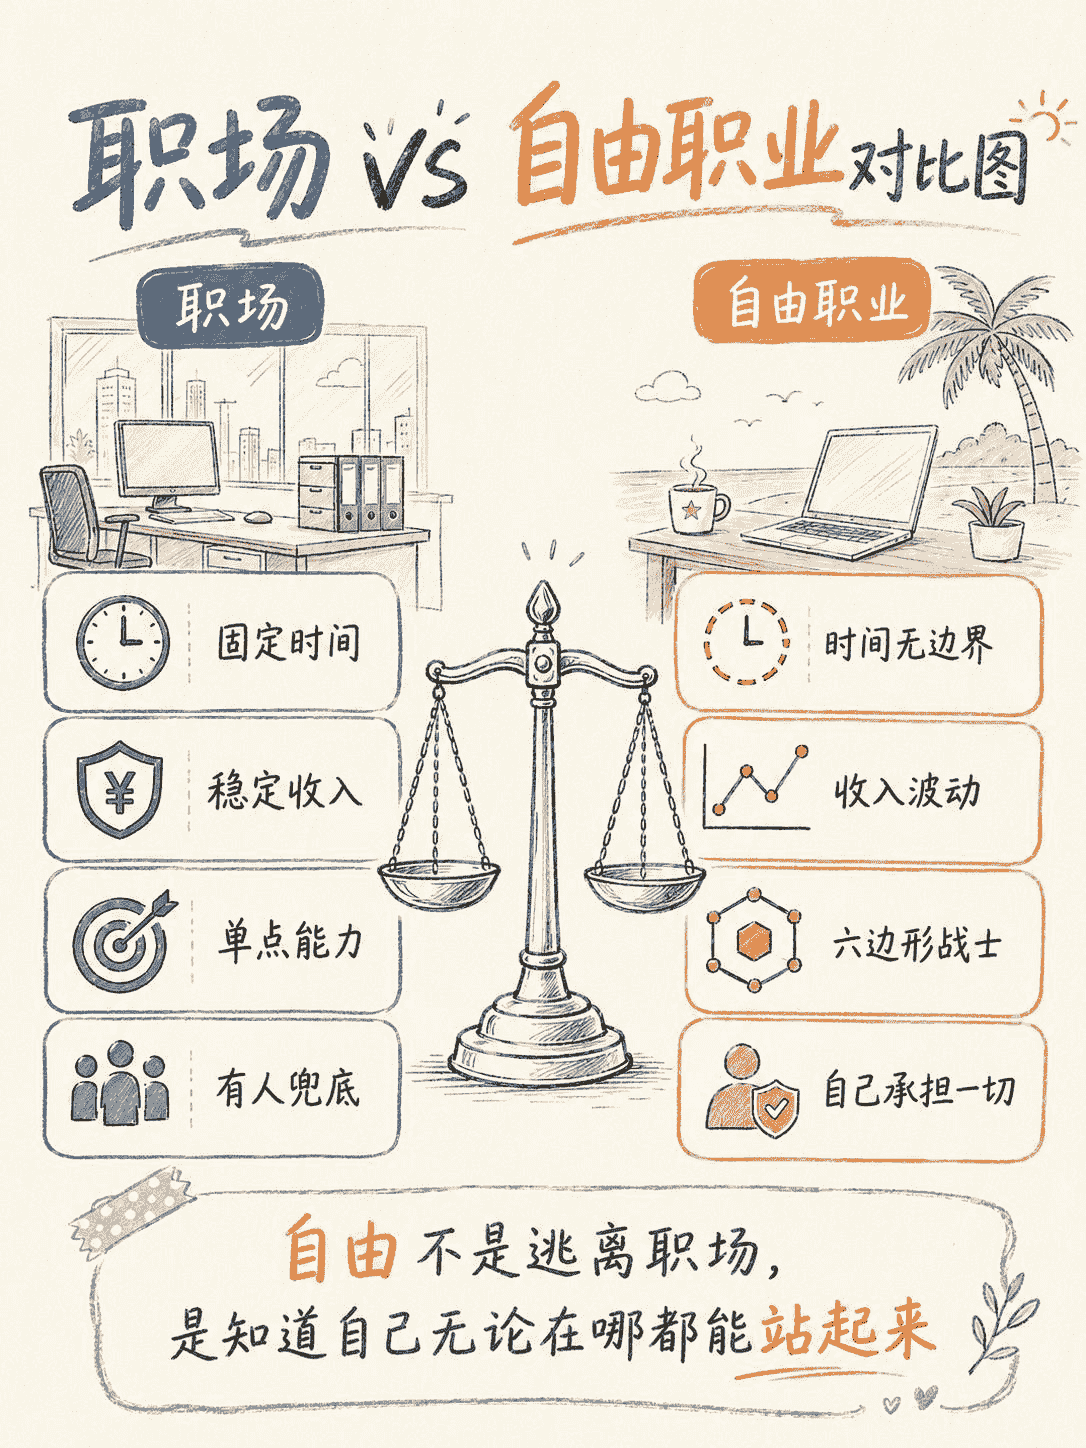 职场 VS 自由职业对比图
职场
自由职业
固定时间
时间无边界
¥
稳定收入
收入波动
单点能力
六边形战士
有人兜底
自己承担一切
自由不是逃离职场，
是知道自己无论在哪都能站起来